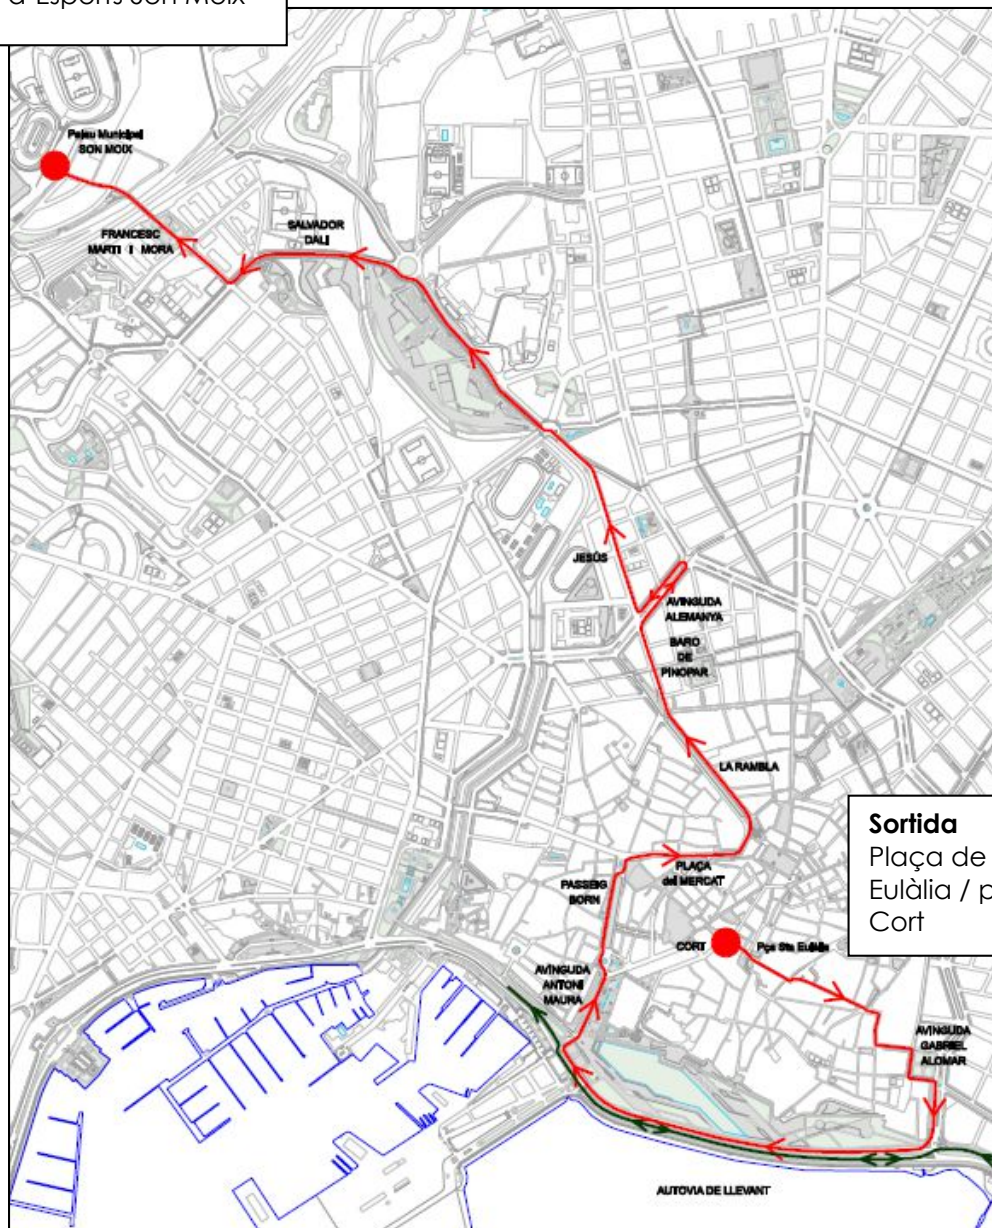 d'Esports Son Moix
Palau Municipal
SON MOIX
FRANCESC
MARTI I MORA
SALVADOR
DALI
JESÚS
AVINGUDA
ALEMANYA
BARO
DE
PINOPAR
LA RAMBLA
PLAÇA
del MERCAT
PASSEIG
BORN
Sortida
Plaça de
Eulàlia / p
Cort
CORT
Pça Sta Eulàlia
AVINGUDA
ANTONI
MAURA
AVINGUDA
GABRIEL
ALOMAR
AUTOVIA DE LLEVANT